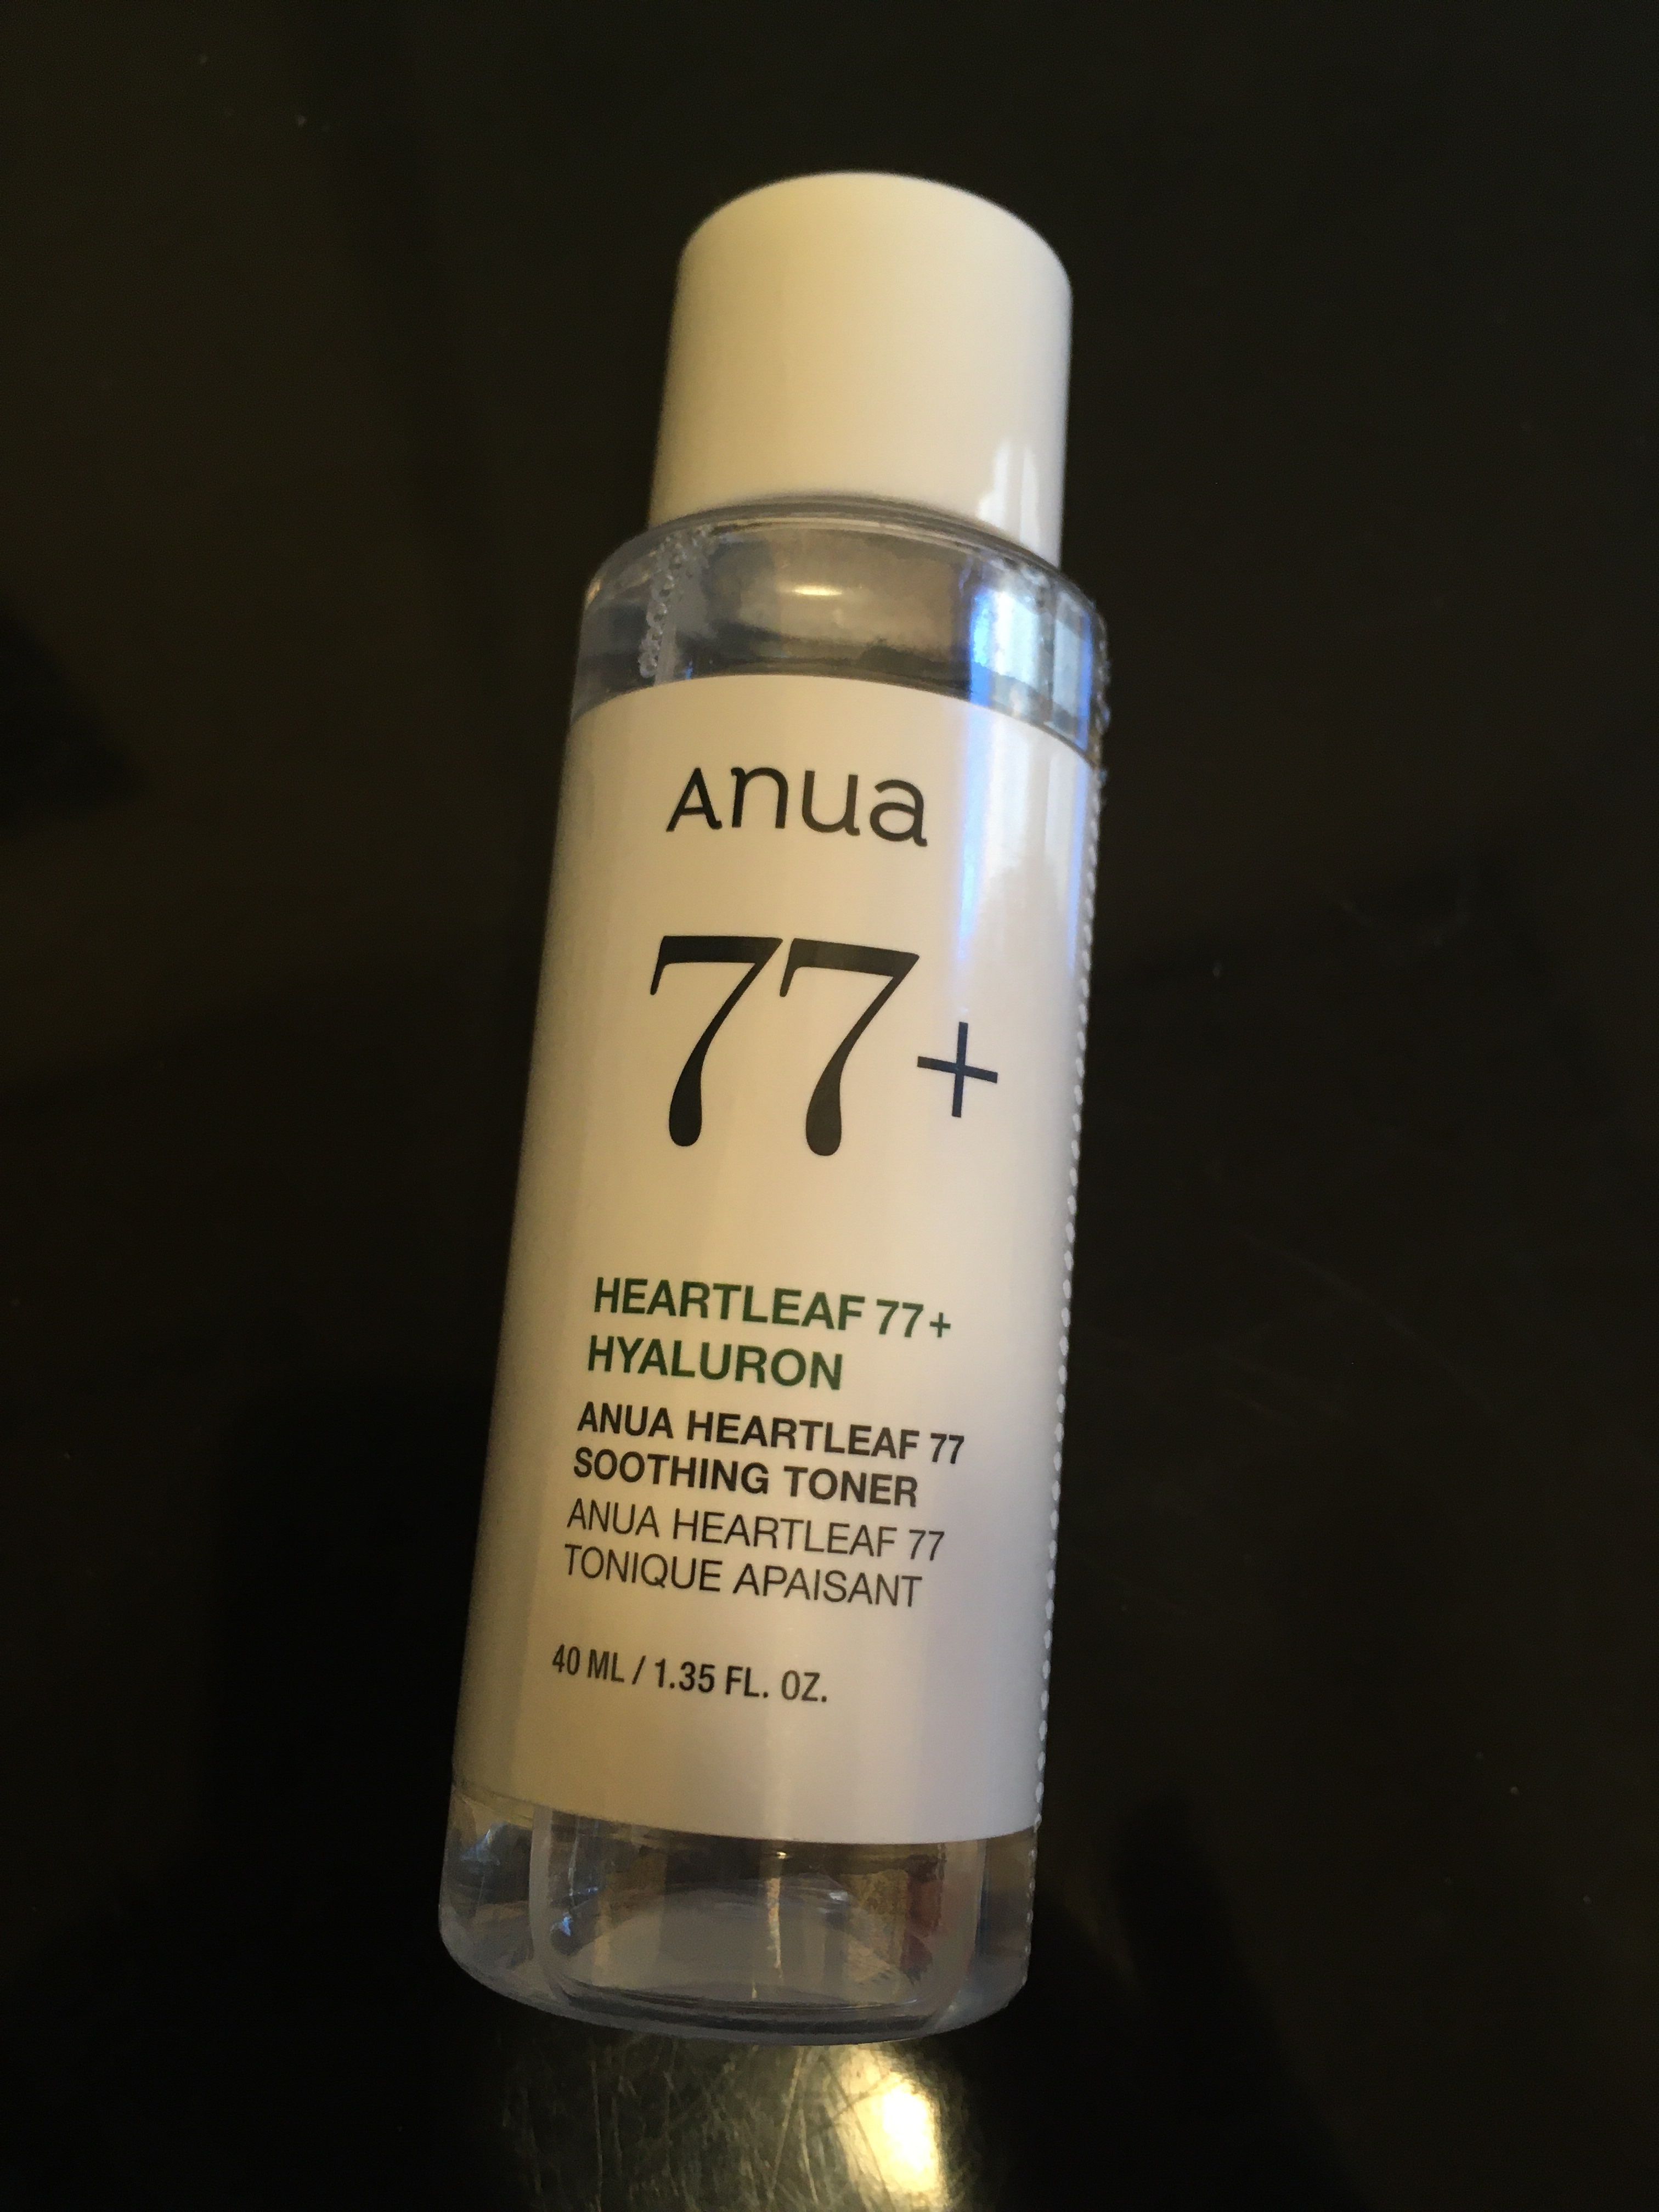 Anua
77+
HEARTLEAF 77+
HYALURON
ANUA HEARTLEAF 77
SOOTHING TONER
ANUA HEARTLEAF 77
TONIQUE APAISANT
40 ML / 1.35 FL. OZ.